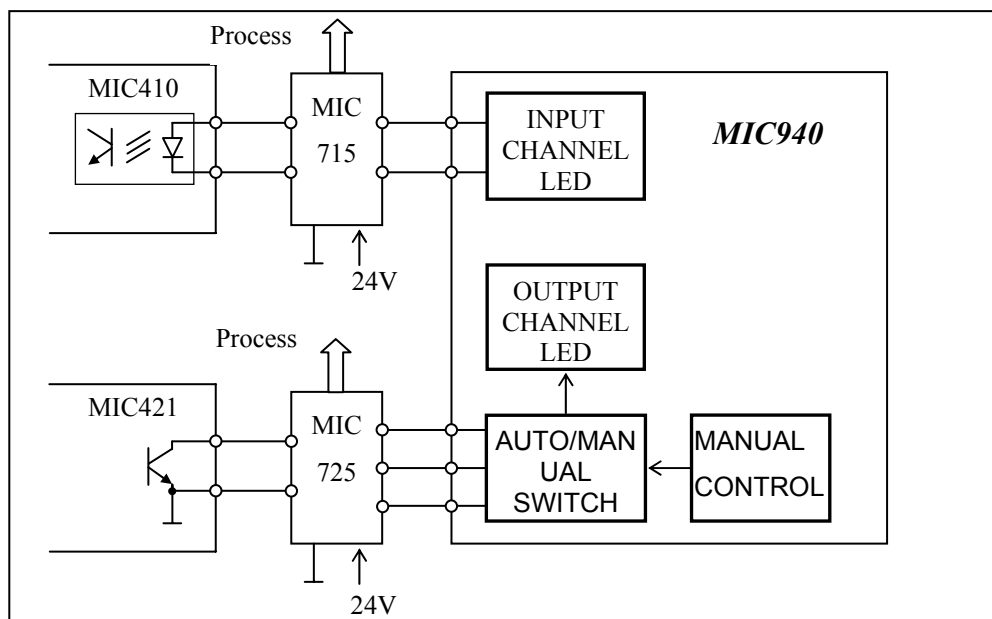 Process
MIC410
MIC
715
24V
INPUT
CHANNEL
LED
MIC940
OUTPUT
CHANNEL
LED
Process
MIC421
MIC
725
24V
AUTO/MAN
UAL
SWITCH
MANUAL
CONTROL